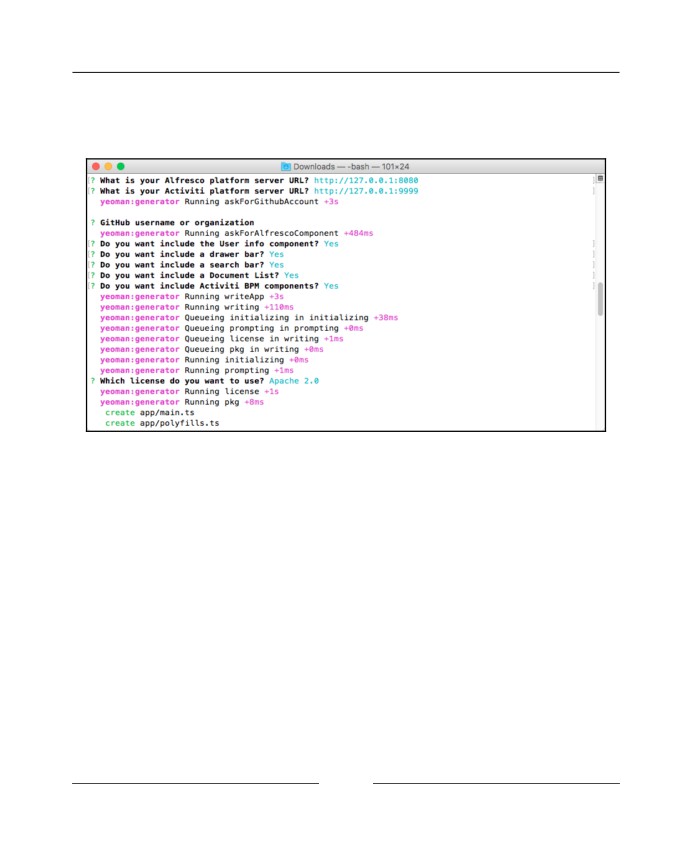 Downloads — -bash — 101×24
? What is your Alfresco platform server URL? http://127.0.0.1:8080
? What is your Activiti platform server URL? http://127.0.0.1:9999
yeoman:generator Running askForGithubAccount +3s
? GitHub username or organization
yeoman:generator Running askForAlfrescoComponent +484ms
? Do you want include the User info component? Yes
? Do you want include a drawer bar? Yes
? Do you want include a search bar? Yes
? Do you want include a Document List? Yes
? Do you want include Activiti BPM components? Yes
yeoman:generator Running writeApp +3s
yeoman:generator Running writing +110ms
yeoman:generator Queueing initializing in initializing +38ms
yeoman:generator Queueing prompting in prompting +0ms
yeoman:generator Queueing license in writing +1ms
yeoman:generator Queueing pkg in writing +0ms
yeoman:generator Running initializing +0ms
yeoman:generator Running prompting +1ms
? Which license do you want to use? Apache 2.0
yeoman:generator Running license +1s
yeoman:generator Running pkg +8ms
create app/main.ts
create app/polyfills.ts